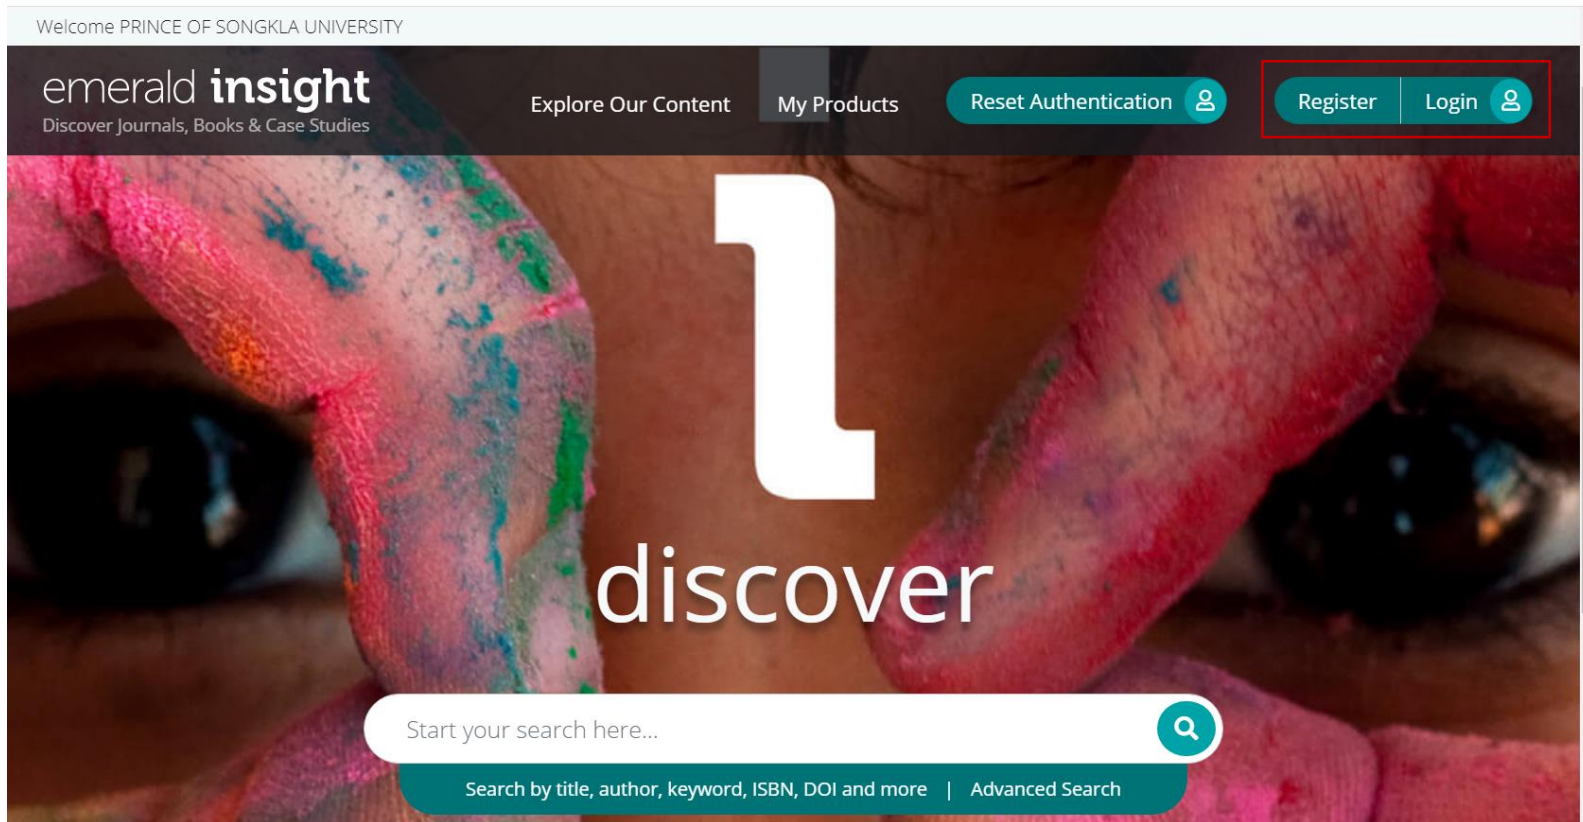 Welcome PRINCE OF SONGKLA UNIVERSITY
emerald insight
Discover Journals, Books & Case Studies
Explore Our Content
My Products
Reset Authentication
Register
Login
discover
Start your search here...
Search by title, author, keyword, ISBN, DOI and more | Advanced Search